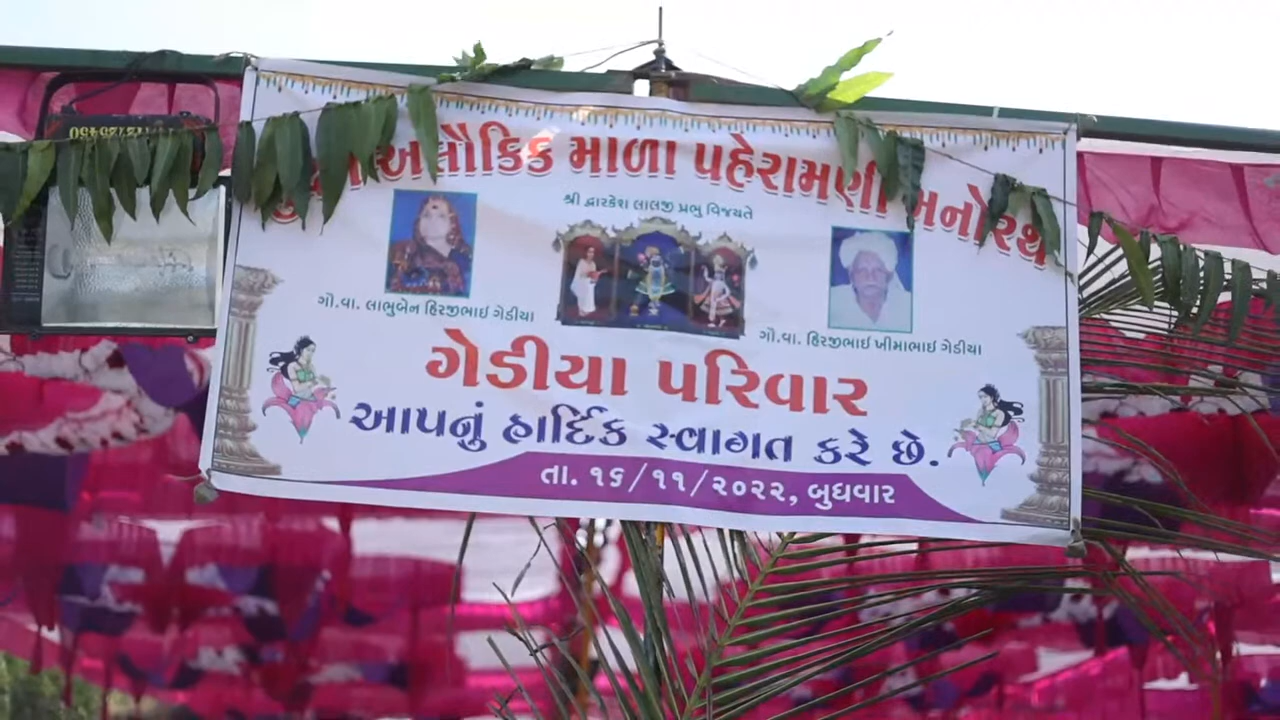 અલૌકિક માળા પહેરામણી મનોરથ
શ્રી દ્વારકેશ લાલજી પ્રભુ વિજયતે
ગૌ.વા. લાભુબેન હિરજીભાઈ ગેડીયા
ગૌ.વા. હિરજીભાઈ ખીમાભાઈ ગેડીયા
ગેડીયા પરિવાર
આપનું હાર્દિક સ્વાગત કરે છે.
તા. ૧૬/૧૧/૨૦૨૨, બુધવાર